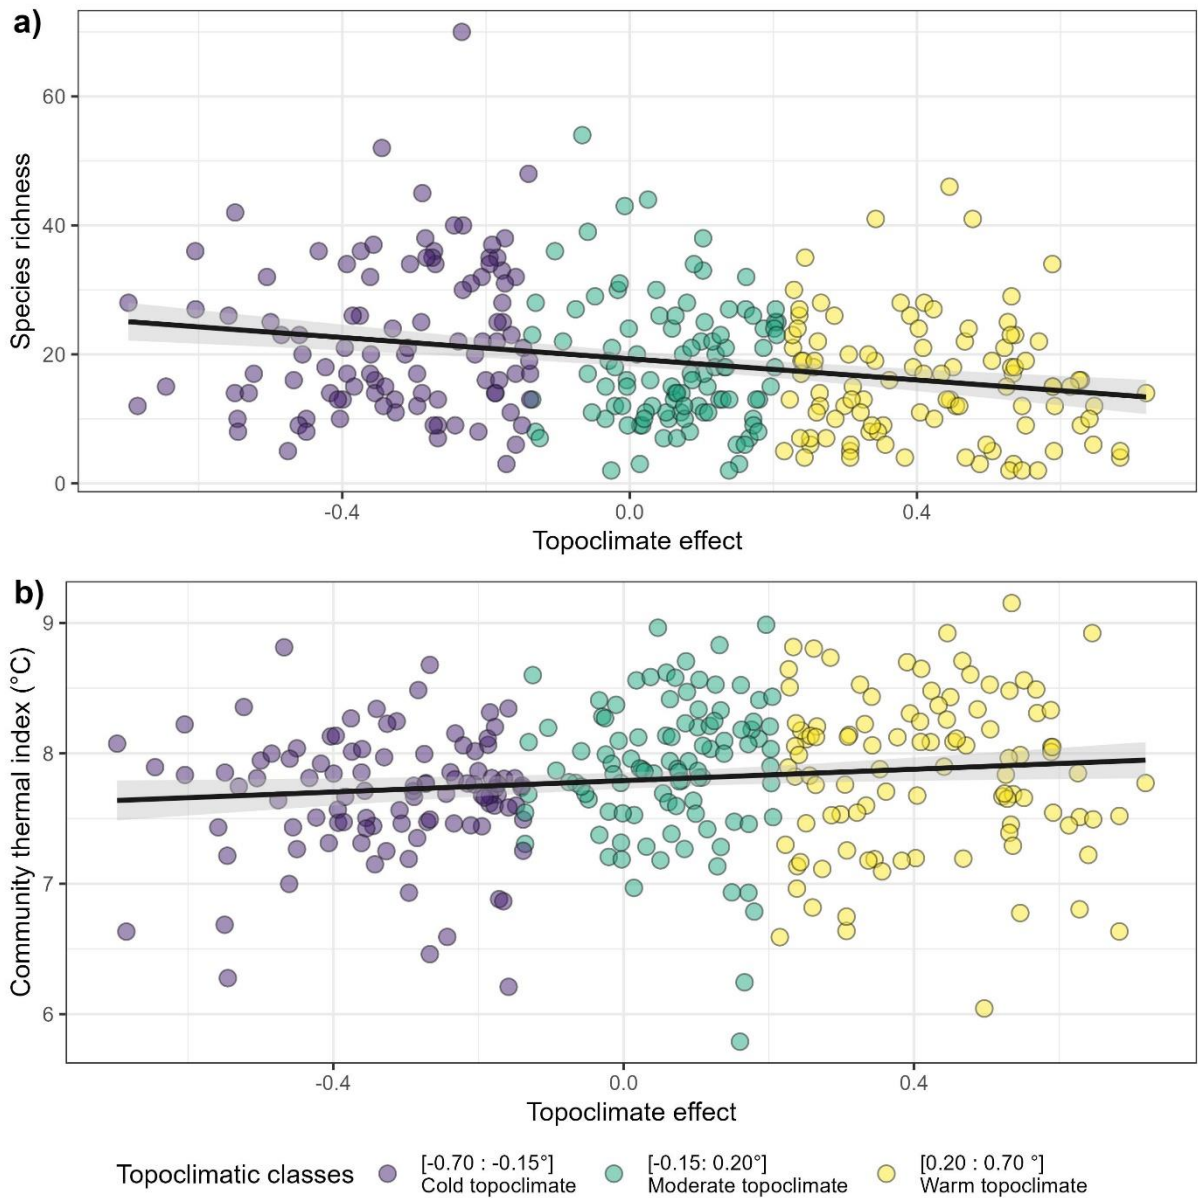 a)
60
40
20
0
Species richness
-0.4
0.0
0.4
Topoclimate effect
b)
9
8
7
6
Community thermal index (°C)
-0.4
0.0
0.4
Topoclimate effect
Topoclimatic classes
[-0.70 : -0.15°]
Cold topoclimate
[-0.15: 0.20°]
Moderate topoclimate
[0.20 : 0.70 °]
Warm topoclimate